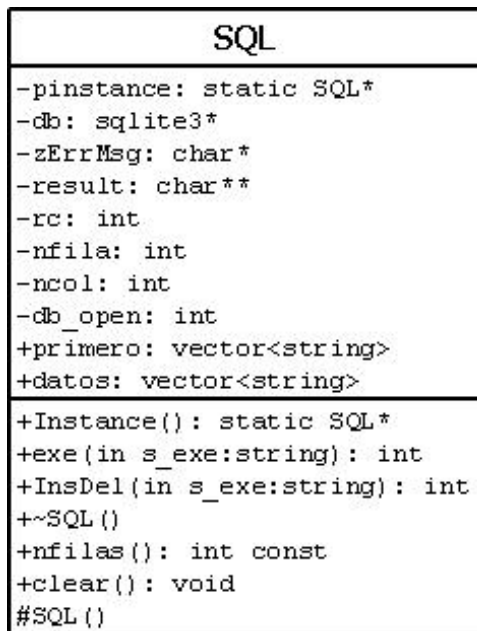 SQL
-pinstance: static SQL*
-db: sqlite3*
-zErrMsg: char*
-result: char**
-rc: int
-nfila: int
-ncol: int
-db_open: int
+primero: vector<string>
+datos: vector<string>
+Instance(): static SQL*
+exe(in s_exe:string): int
+InsDel(in s_exe:string): int
+~SQL()
+nfilas(): int const
+clear(): void
#SQL()